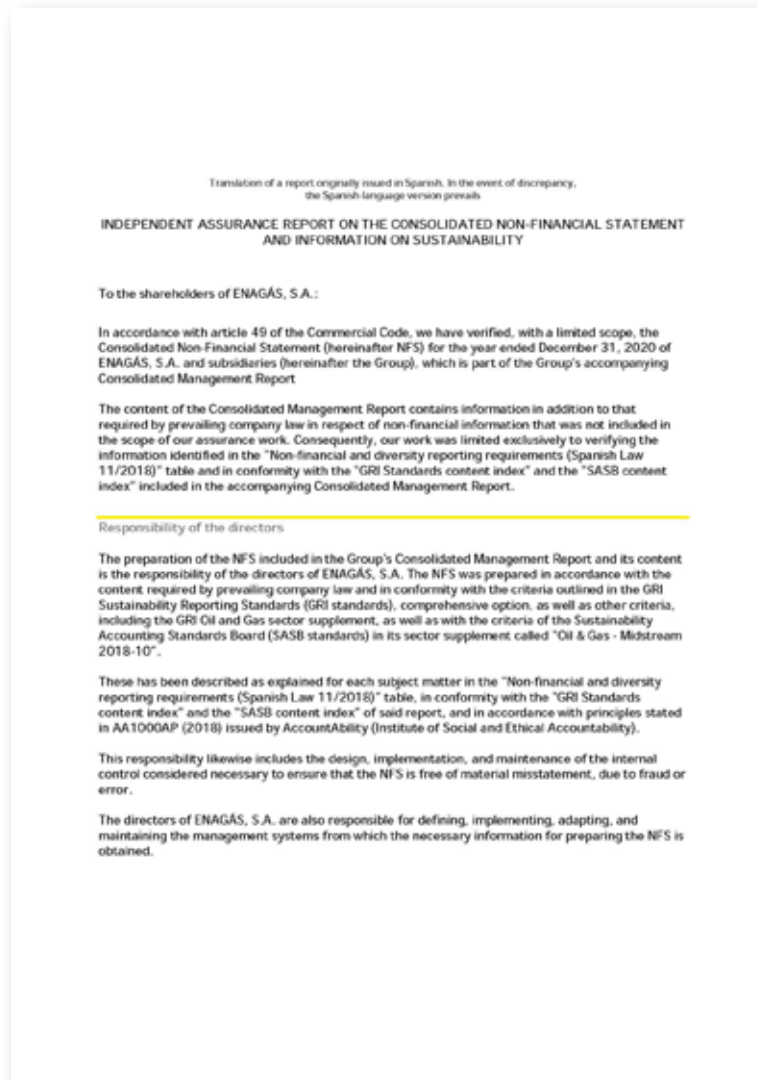 Translation of a report originally issued in Spanish. In the event of discrepancy,
the Spanish-language version prevails
INDEPENDENT ASSURANCE REPORT ON THE CONSOLIDATED NON-FINANCIAL STATEMENT
AND INFORMATION ON SUSTAINABILITY
To the shareholders of ENAGÁS, S.A.:
In accordance with article 49 of the Commercial Code, we have verified, with a limited scope, the
Consolidated Non-Financial Statement (hereinafter NFS) for the year ended December 31, 2020 of
ENAGÁS, S.A. and subsidiaries (hereinafter the Group), which is part of the Group's accompanying
Consolidated Management Report
The content of the Consolidated Management Report contains information in addition to that
required by prevailing company law in respect of non-financial information that was not included in
the scope of our assurance work. Consequently, our work was limited exclusively to verifying the
information identified in the "Non-financial and diversity reporting requirements (Spanish Law
11/2018)" table and in conformity with the "GRI Standards content index" and the "SASB content
index" included in the accompanying Consolidated Management Report.
Responsibility of the directors
The preparation of the NFS included in the Group's Consolidated Management Report and its content
is the responsibility of the directors of ENAGÁS, S.A. The NFS was prepared in accordance with the
content required by prevailing company law and in conformity with the criteria outlined in the GRI
Sustainability Reporting Standards (GRI standards), comprehensive option, as well as other criteria,
including the GRI Oil and Gas sector supplement, as well as with the criteria of the Sustainability
Accounting Standards Board (SASB standards) in its sector supplement called "Oil & Gas - Midstream
2018-10".
These has been described as explained for each subject matter in the "Non-financial and diversity
reporting requirements (Spanish Law 11/2018)" table, in conformity with the "GRI Standards
content index" and the "SASB content index" of said report, and in accordance with principles stated
in AA1000AP (2018) issued by AccountAbility (Institute of Social and Ethical Accountability).
This responsibility likewise includes the design, implementation, and maintenance of the internal
control considered necessary to ensure that the NFS is free of material misstatement, due to fraud or
error.
The directors of ENAGÁS, S.A. are also responsible for defining, implementing, adapting, and
maintaining the management systems from which the necessary information for preparing the NFS is
obtained.